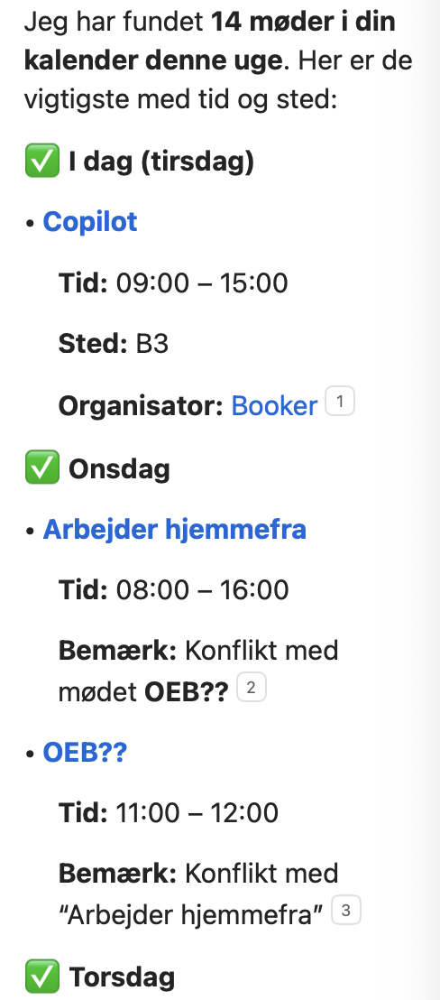 Jeg har fundet 14 møder i din
kalender denne uge. Her er de
vigtigste med tid og sted:
✅ I dag (tirsdag)
• Copilot
Tid: 09:00 – 15:00
Sted: B3
Organisator: Booker 1
✅ Onsdag
• Arbejder hjemmefra
Tid: 08:00 – 16:00
Bemærk: Konflikt med
mødet OEB?? 2
• OEB??
Tid: 11:00 – 12:00
Bemærk: Konflikt med
“Arbejder hjemmefra” 3
✅ Torsdag